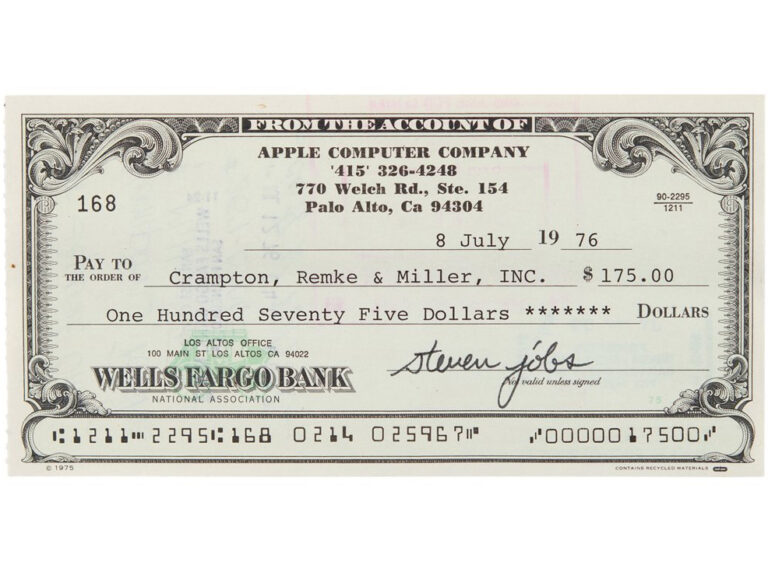 FROM THE ACCOUNT OF
APPLE COMPUTER COMPANY
'415' 326-4248
770 Welch Rd., Ste. 154
Palo Alto, Ca 94304
168
90-2295
1211
8 July 19 76
PAY TO
THE ORDER OF Crampton, Remke & Miller, INC. $ 175.00
One Hundred Seventy Five Dollars ******* DOLLARS
LOS ALTOS OFFICE
100 MAIN ST LOS ALTOS CA 94022
WELLS FARGO BANK
NATIONAL ASSOCIATION
steven jobs
Not valid unless signed
75
⑆1211⑉2295⑆168 0214 025967⑈ ⑇0000017500⑇
© 1975
CONTAINS RECYCLED MATERIALS